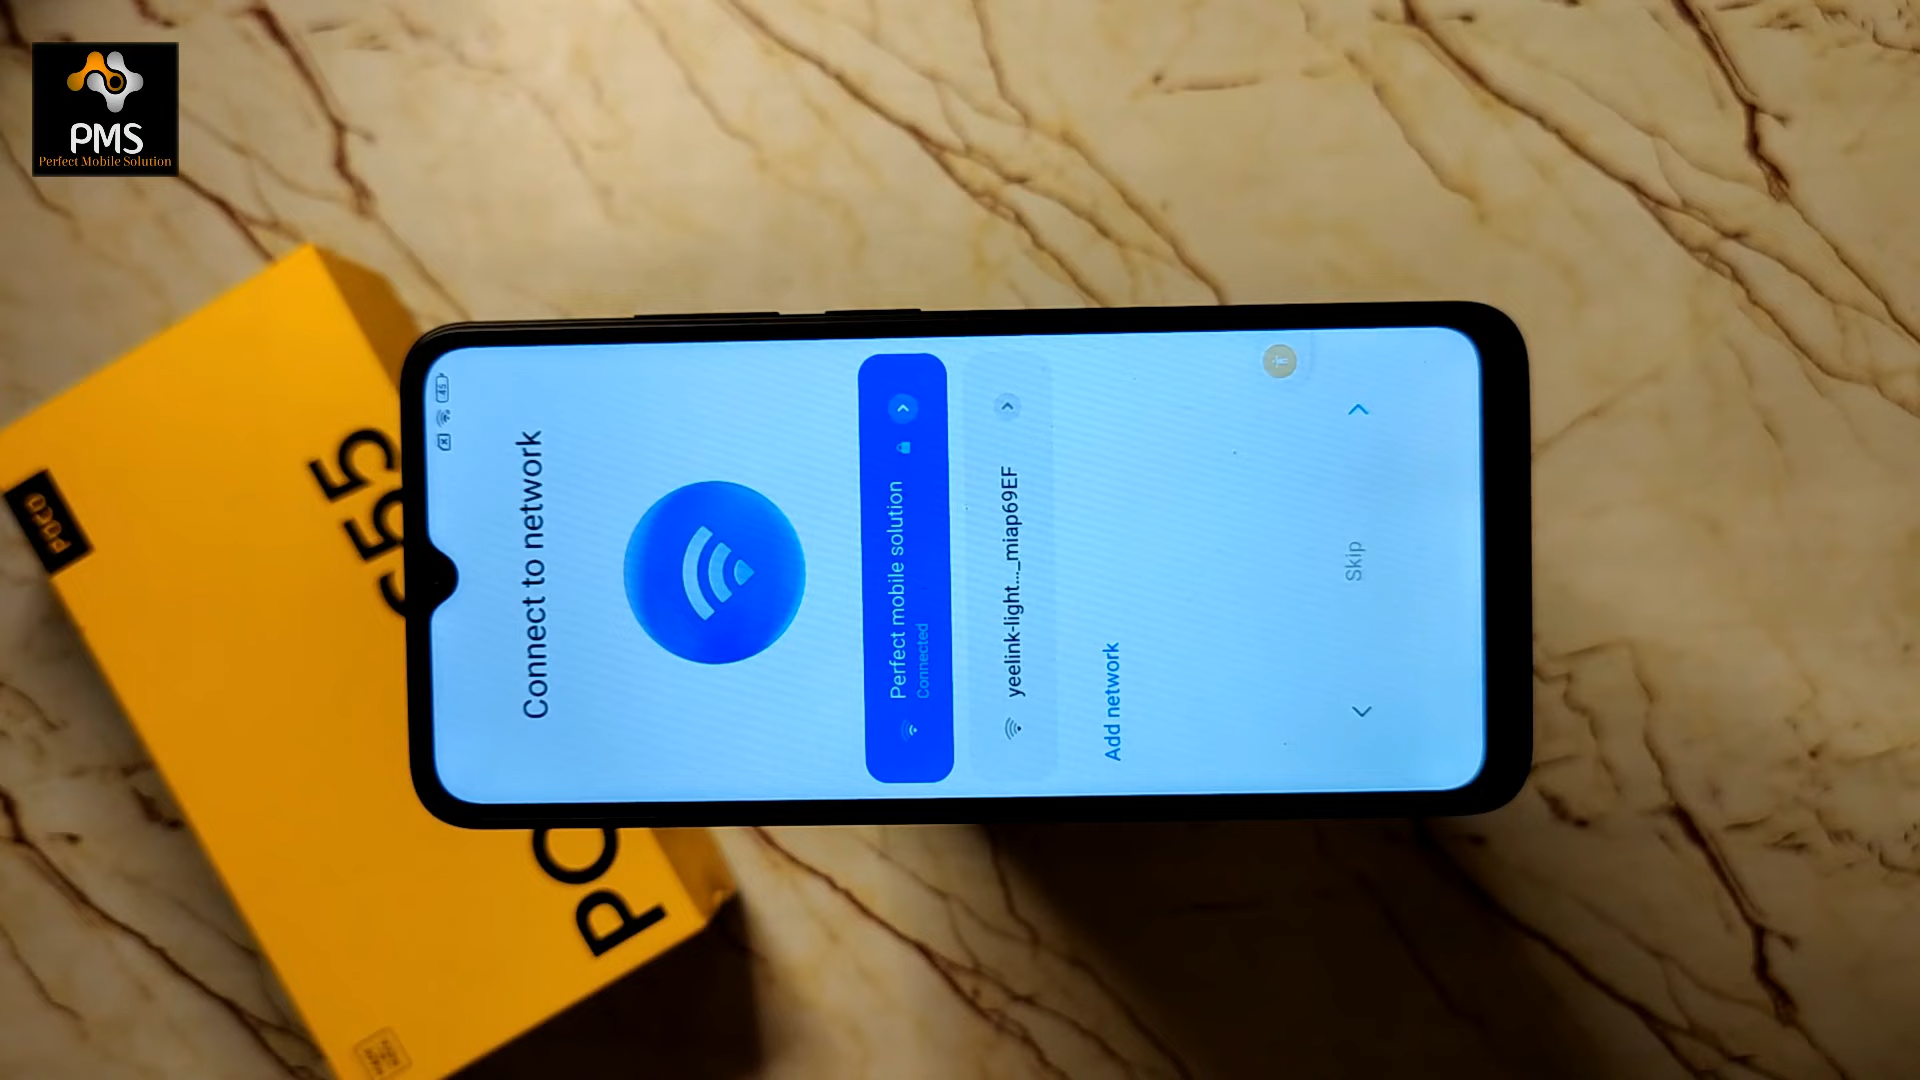 PMS
Perfect Mobile Solution
POCO
C55
PO
45
Connect to network
Perfect mobile solution
Connected
yeelink-light..._miap69EF
Add network
Skip